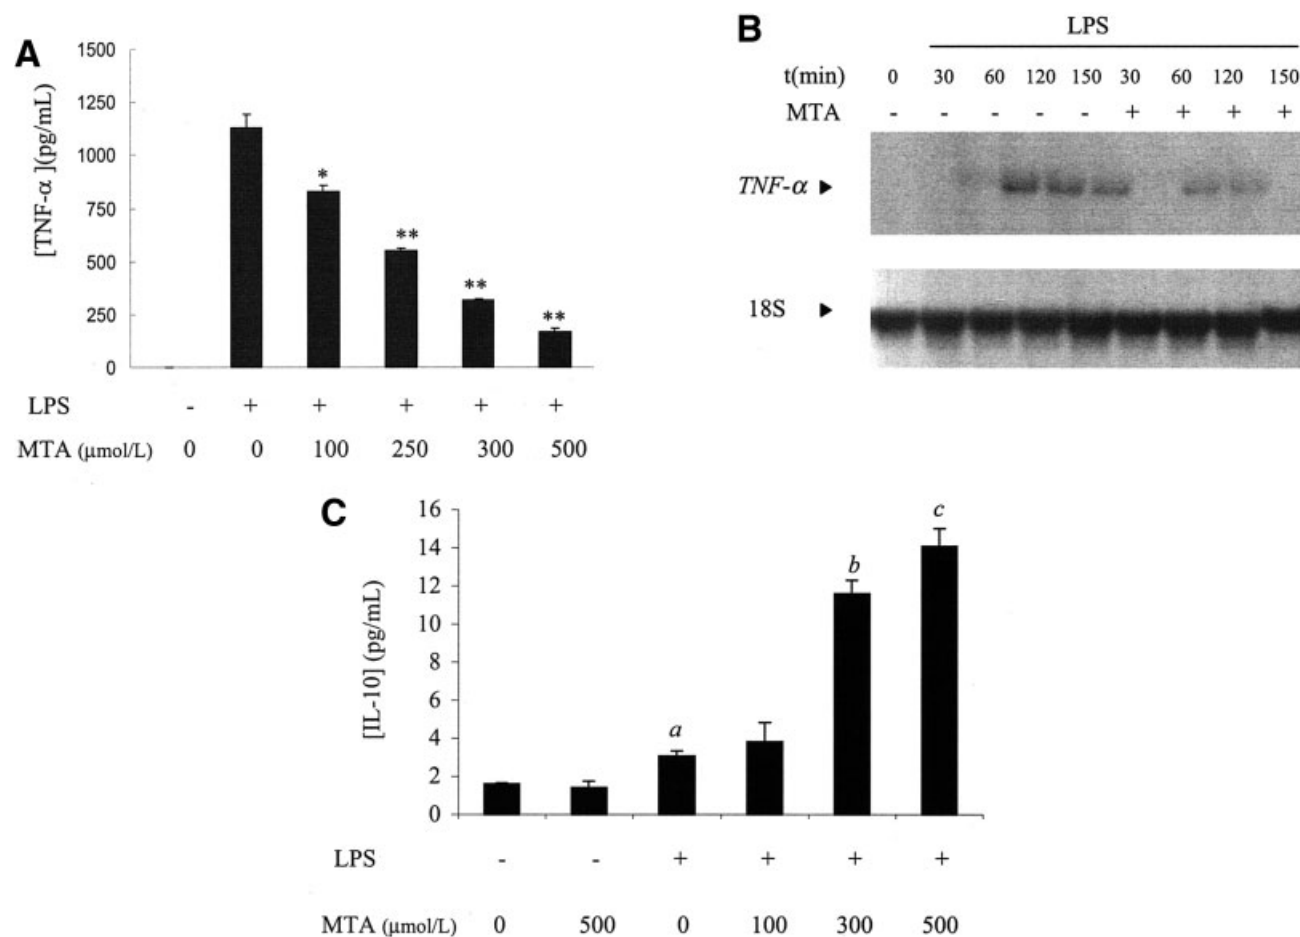 A
1500
1250
1000
750
500
250
0
[TNF-α ](pg/mL)
*
**
**
**
LPS - + + + + +
MTA (μmol/L) 0 0 100 250 300 500
B
LPS
t(min) 0 30 60 120 150 30 60 120 150
MTA - - - - - + + + +
TNF-α ►
18S ►
C
16
14
12
10
8
6
4
2
0
[IL-10] (pg/mL)
a
b
c
LPS - - + + + +
MTA (μmol/L) 0 500 0 100 300 500